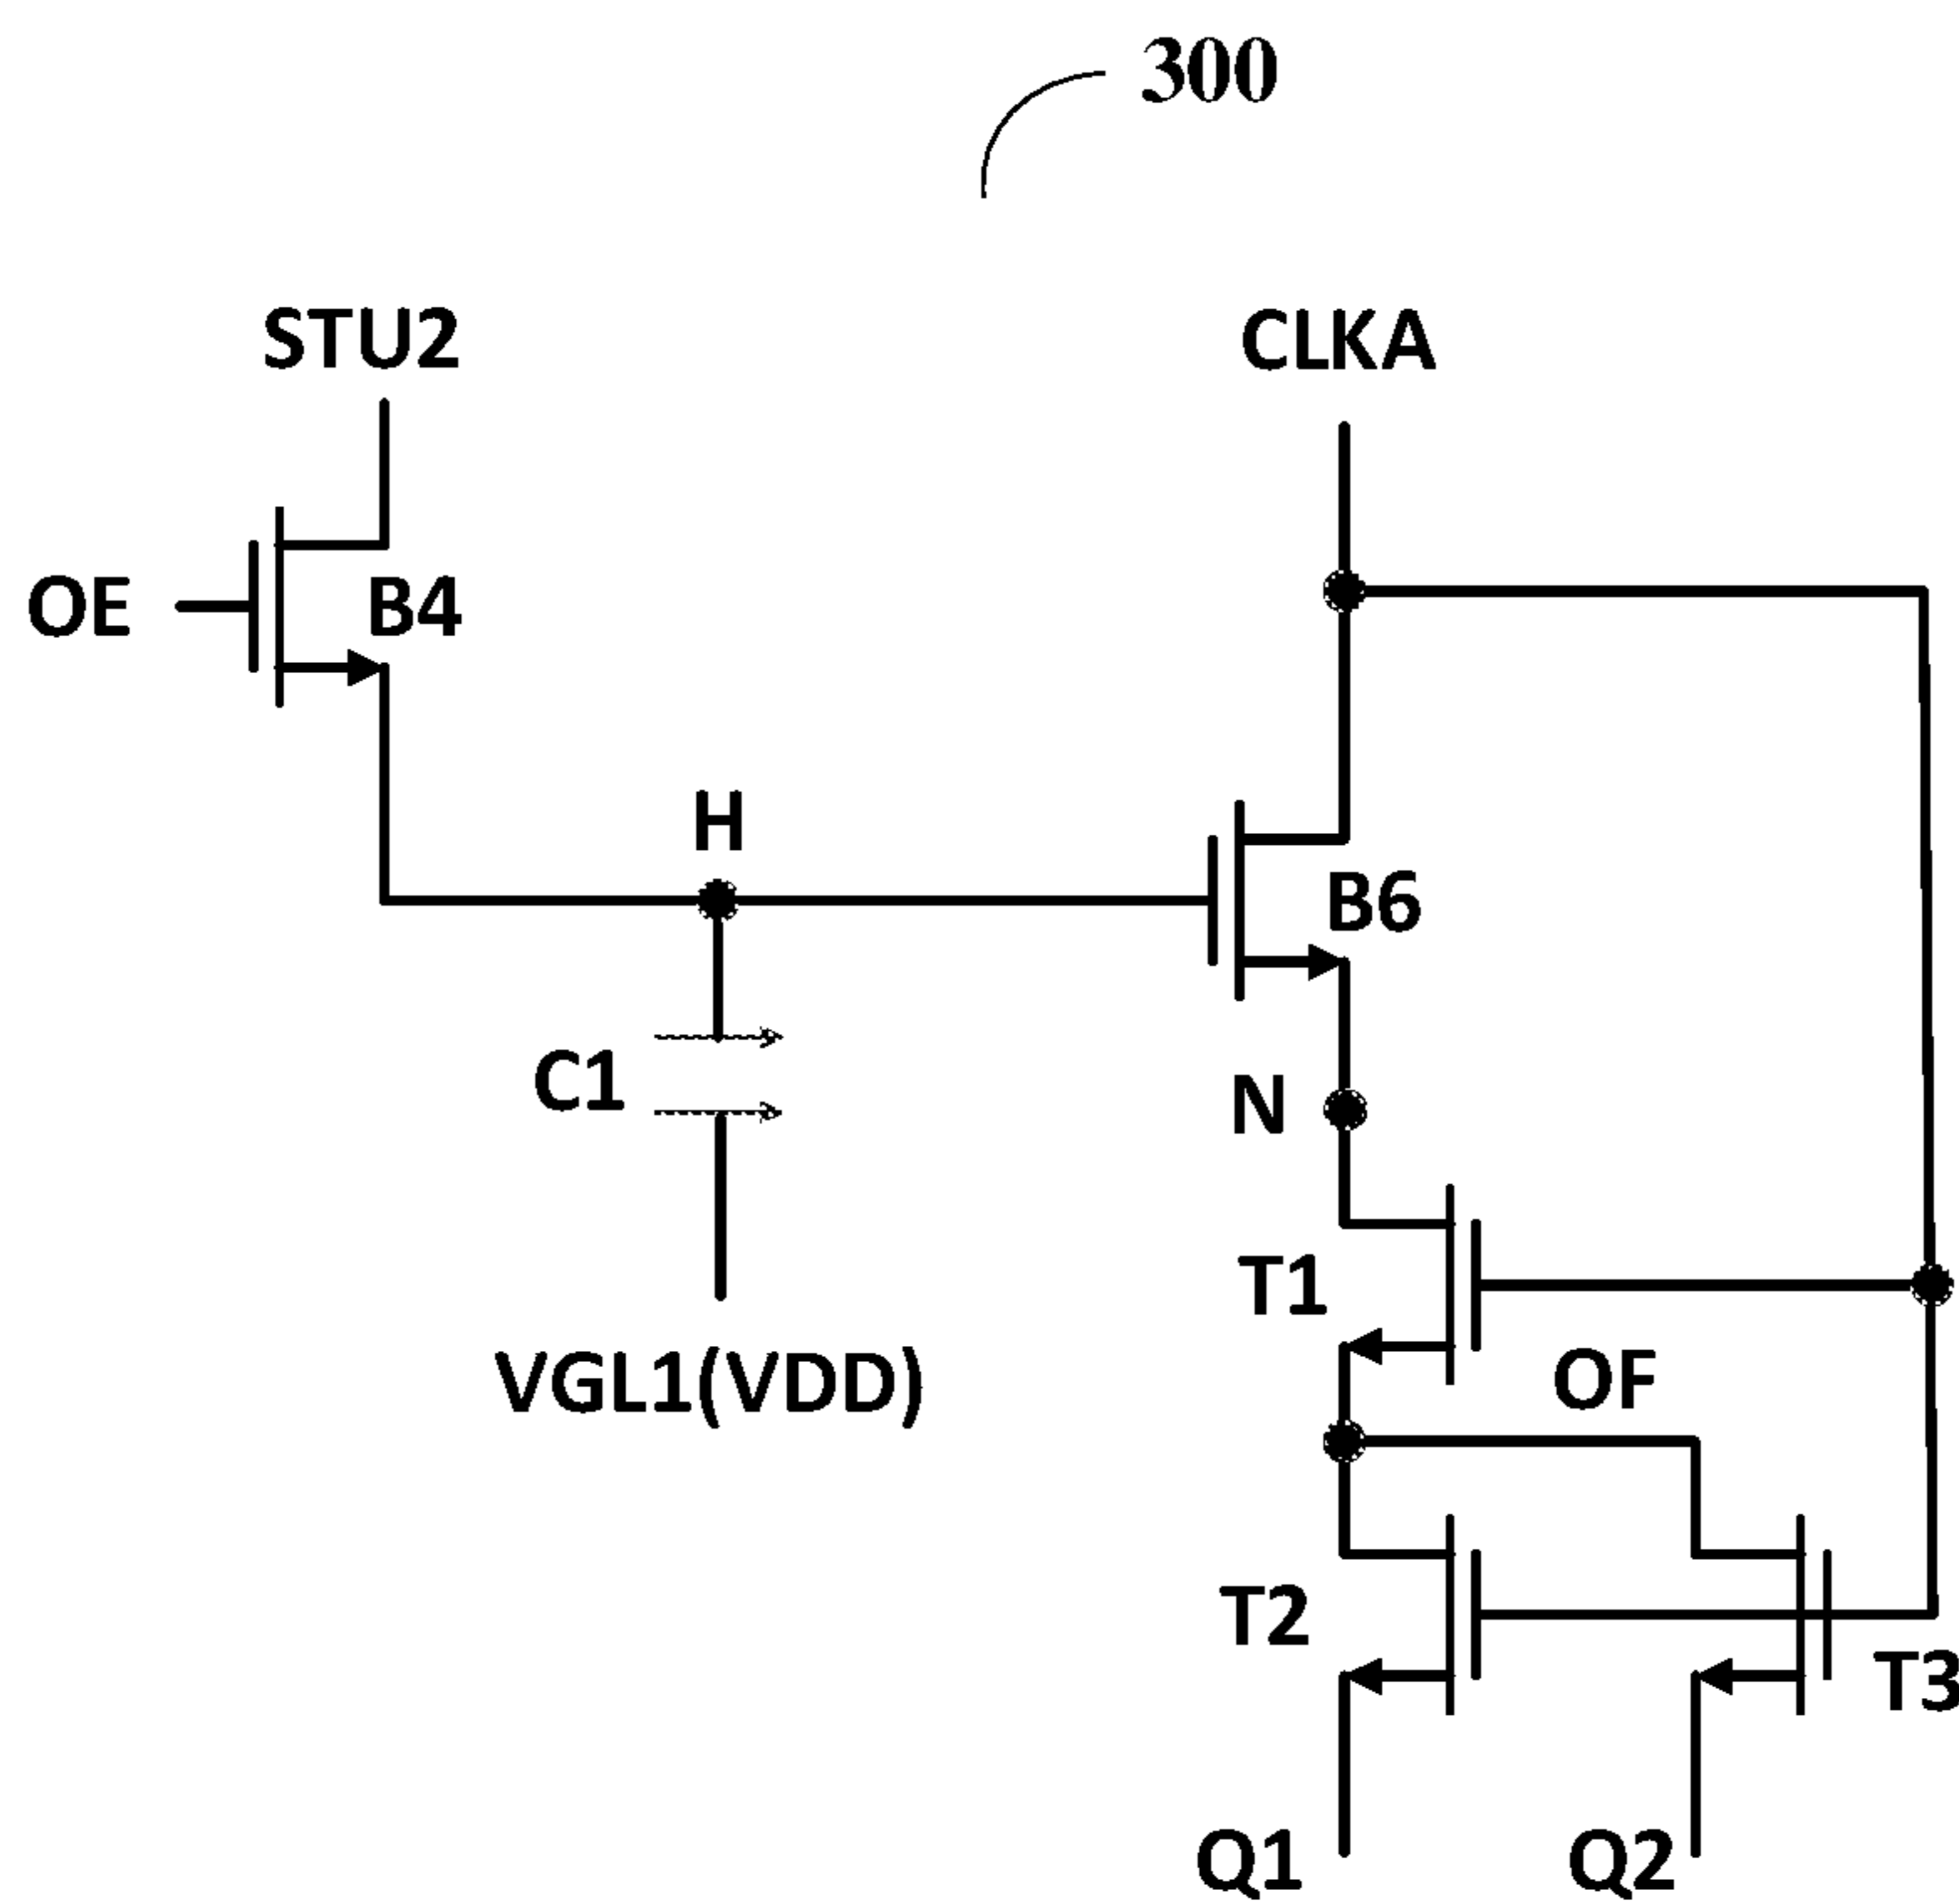 300
STU2
CLKA
OE
B4
H
B6
C1
N
T1
VGL1(VDD)
OF
T2
T3
Q1
Q2